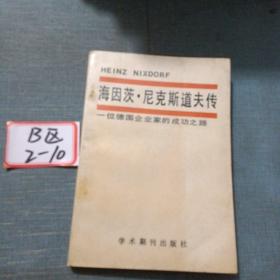 HEINZ NIXDORF
海因茨·尼克斯道夫传
一位德国企业家的成功之路
学术期刊出版社
B区
2-10